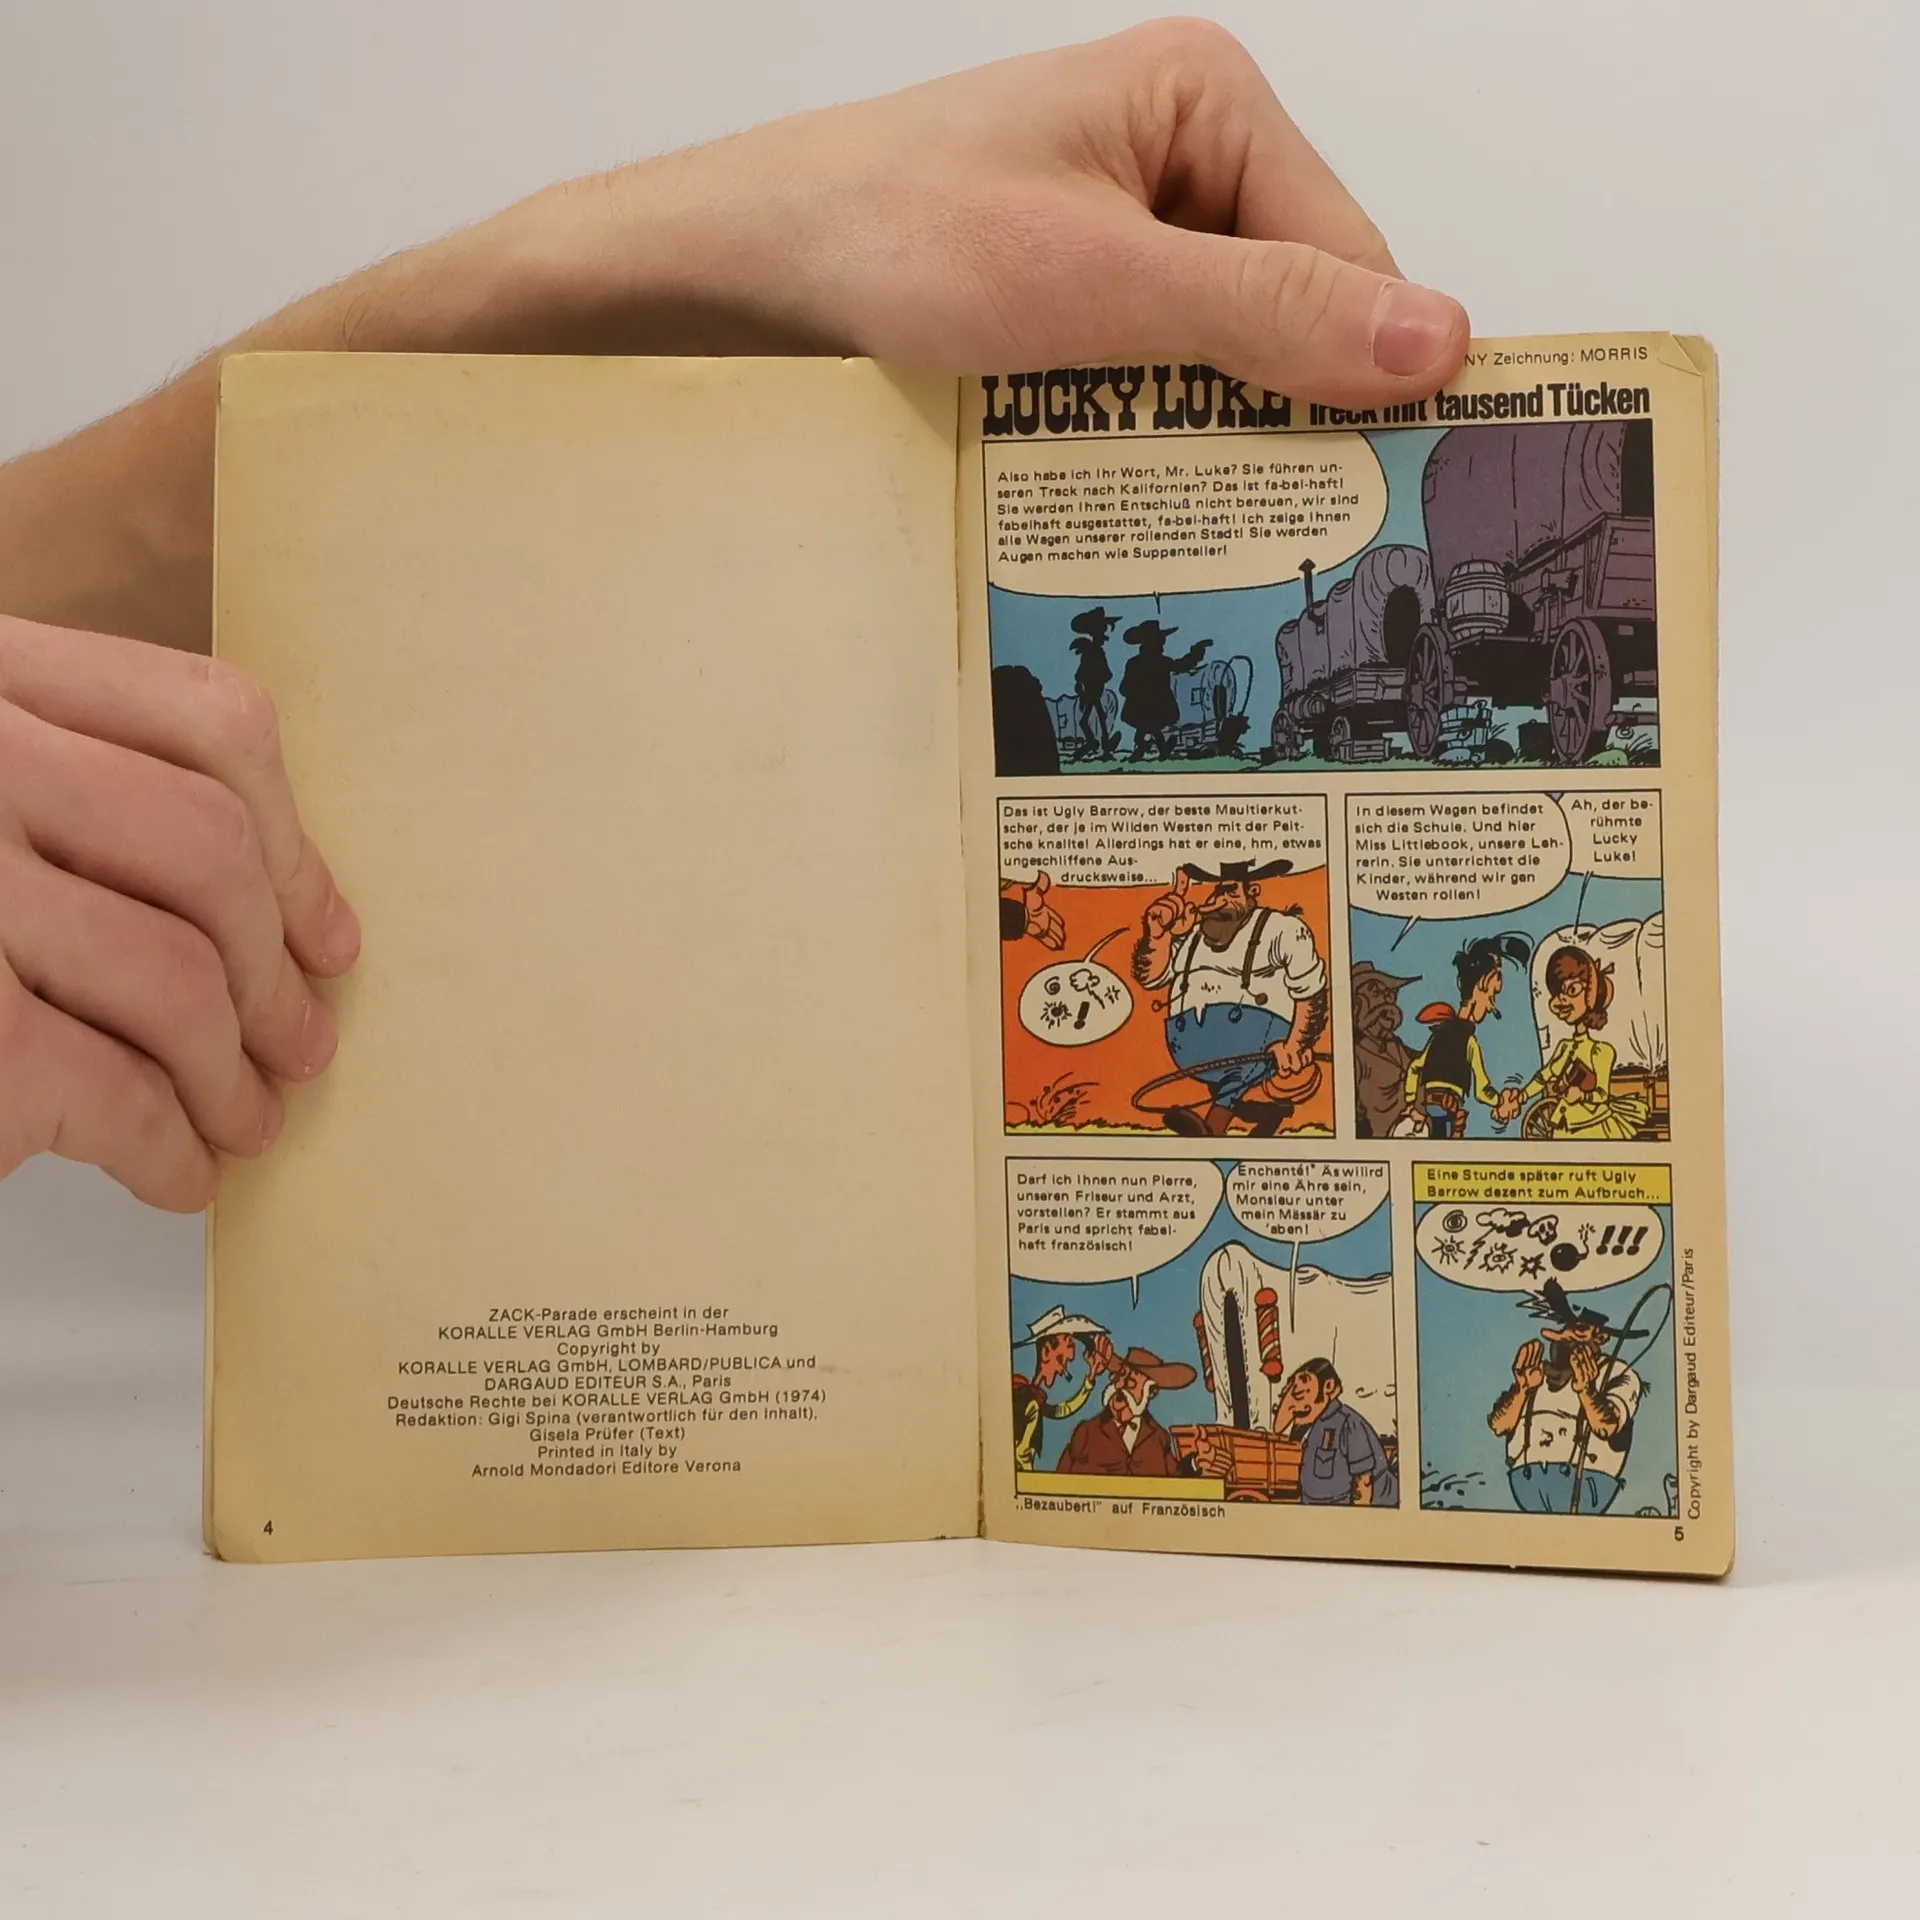 ZACK-Parade erscheint in der
KORALLE VERLAG GmbH Berlin-Hamburg
Copyright by
KORALLE VERLAG GmbH, LOMBARD/PUBLICA und
DARGAUD EDITEUR S.A., Paris
Deutsche Rechte bei KORALLE VERLAG GmbH (1974)
Redaktion: Gigi Spina (verantwortlich für den Inhalt),
Gisela Prüfer (Text)
Printed in Italy by
Arnold Mondadori Editore Verona
4
NY Zeichnung: MORRIS
LUCKY LUKE Treck mit tausend Tücken
Also habe ich Ihr Wort, Mr. Luke? Sie führen un-
seren Treck nach Kalifornien? Das ist fa-bel-haft!
Sie werden Ihren Entschluß nicht bereuen, wir sind
fabelhaft ausgestattet, fa-bel-haft! Ich zeige Ihnen
alle Wagen unserer rollenden Stadt! Sie werden
Augen machen wie Suppenteller!
Das ist Ugly Barrow, der beste Maultierkut-
scher, der je im Wilden Westen mit der Peit-
sche knallte! Allerdings hat er eine, hm, etwas
ungeschliffene Aus-
drucksweise...
!
In diesem Wagen befindet
sich die Schule. Und hier
Miss Littlebook, unsere Leh-
rerin. Sie unterrichtet die
Kinder, während wir gen
Westen rollen!
Ah, der be-
rühmte
Lucky
Luke!
Darf ich Ihnen nun Pierre,
unseren Friseur und Arzt,
vorstellen? Er stammt aus
Paris und spricht fabel-
haft französisch!
Enchanté!* Äs wilird
mir eine Ähre sein,
Monsieur unter
mein Mässär zu
'aben!
Eine Stunde später ruft Ugly
Barrow dezent zum Aufbruch...
!!!
„Bezaubert!" auf Französisch
Copyright by Dargaud Editeur/Paris
5